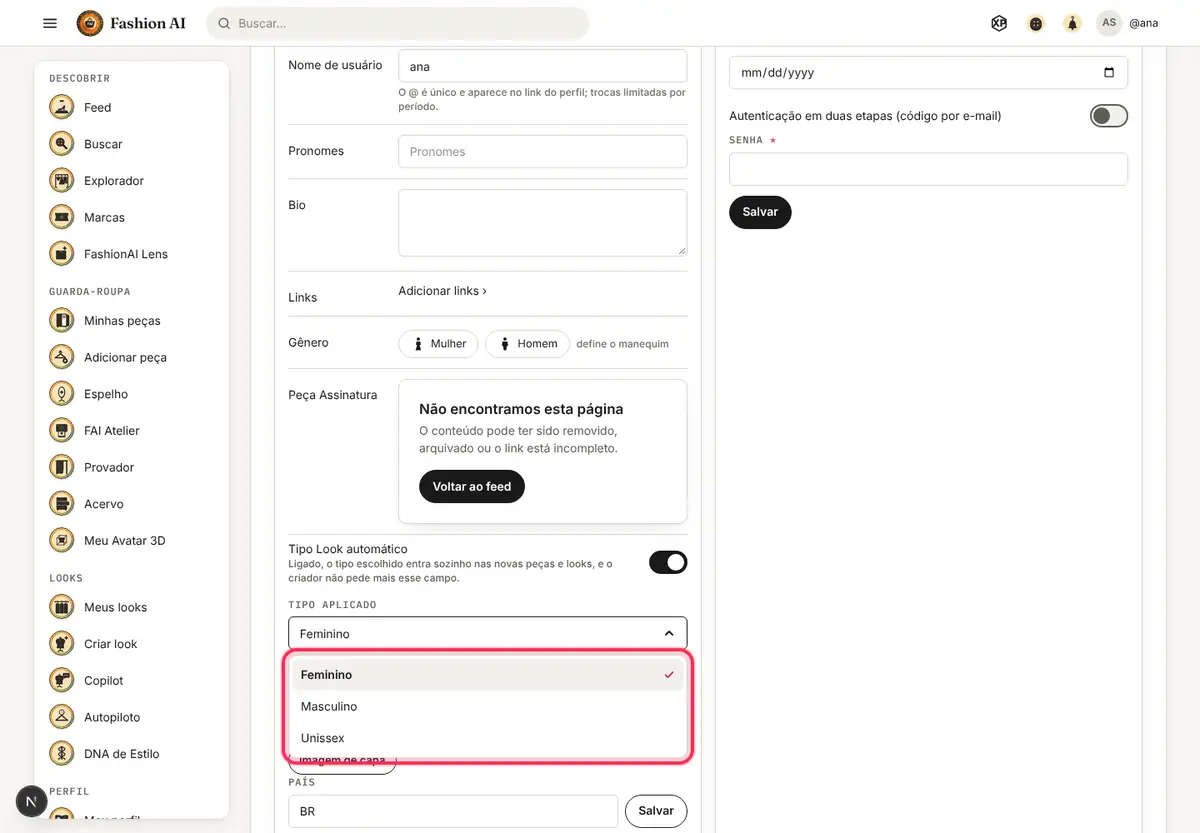 Fashion AI
Buscar...
XP
AS
@ana
DESCOBRIR
Feed
Buscar
Explorador
Marcas
FashionAI Lens
GUARDA-ROUPA
Minhas peças
Adicionar peça
Espelho
FAI Atelier
Provador
Acervo
Meu Avatar 3D
LOOKS
Meus looks
Criar look
Copilot
Autopiloto
DNA de Estilo
PERFIL
Meu perfil
N
Nome de usuário
ana
O @ é único e aparece no link do perfil; trocas limitadas por
período.
Pronomes
Pronomes
Bio
Links
Adicionar links ›
Gênero
Mulher
Homem
define o manequim
Peça Assinatura
Não encontramos esta página
O conteúdo pode ter sido removido,
arquivado ou o link está incompleto.
Voltar ao feed
Tipo Look automático
Ligado, o tipo escolhido entra sozinho nas novas peças e looks, e o
criador não pede mais esse campo.
TIPO APLICADO
Feminino
Feminino
Masculino
Unissex
Imagem de capa
PAÍS
BR
Salvar
mm/dd/yyyy
Autenticação em duas etapas (código por e-mail)
SENHA *
Salvar